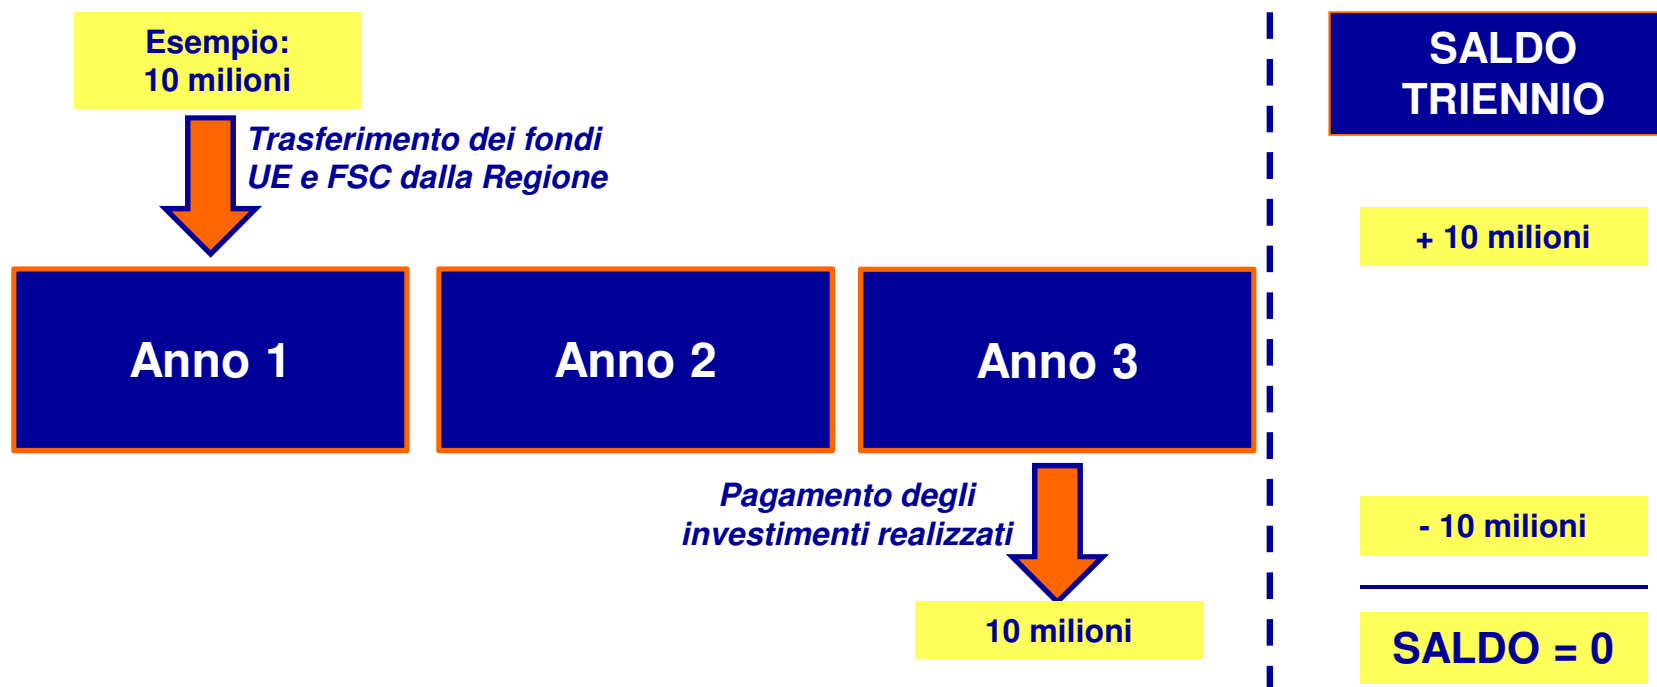 Esempio:
10 milioni
Trasferimento dei fondi
UE e FSC dalla Regione
Anno 1
Anno 2
Anno 3
Pagamento degli
investimenti realizzati
10 milioni
SALDO
TRIENNIO
+ 10 milioni
- 10 milioni
SALDO = 0